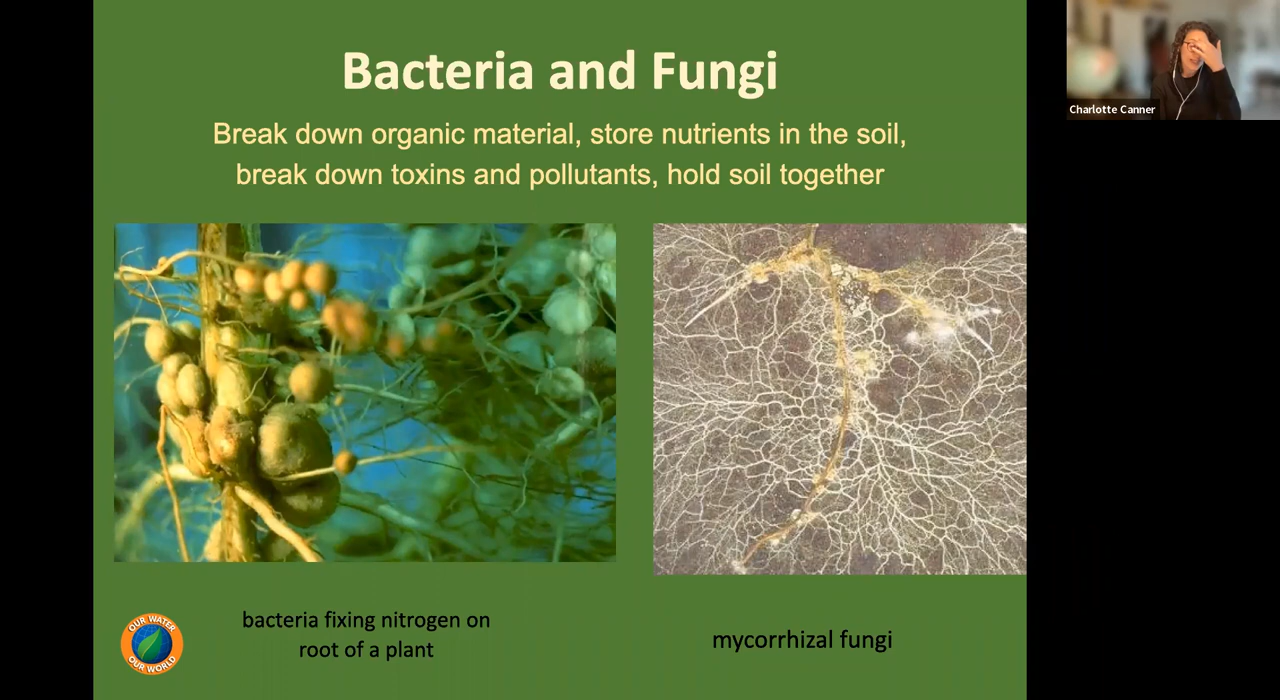 Bacteria and Fungi
Break down organic material, store nutrients in the soil,
break down toxins and pollutants, hold soil together
Charlotte Canner
bacteria fixing nitrogen on
root of a plant
mycorrhizal fungi
OUR WATER
OUR WORLD